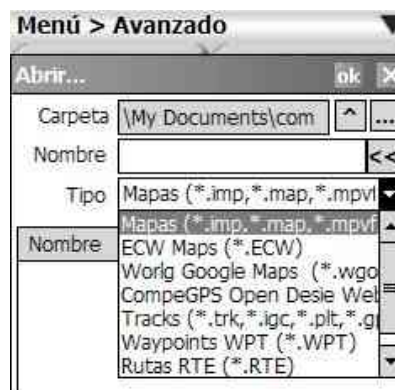 Menú > Avanzado
Abrir... ok X
Carpeta \My Documents\com ^ ...
Nombre <<
Tipo Mapas (*.imp,*.map,*.mpvf
Nombre
Mapas (*.imp,*.map,*.mpvf
ECW Maps (*.ECW)
Worlg Google Maps (*.wgo
CompeGPS Open Desie Web
Tracks (*.trk,*.igc,*.plt,*.g
Waypoints WPT (*.WPT)
Rutas RTE (*.RTE)